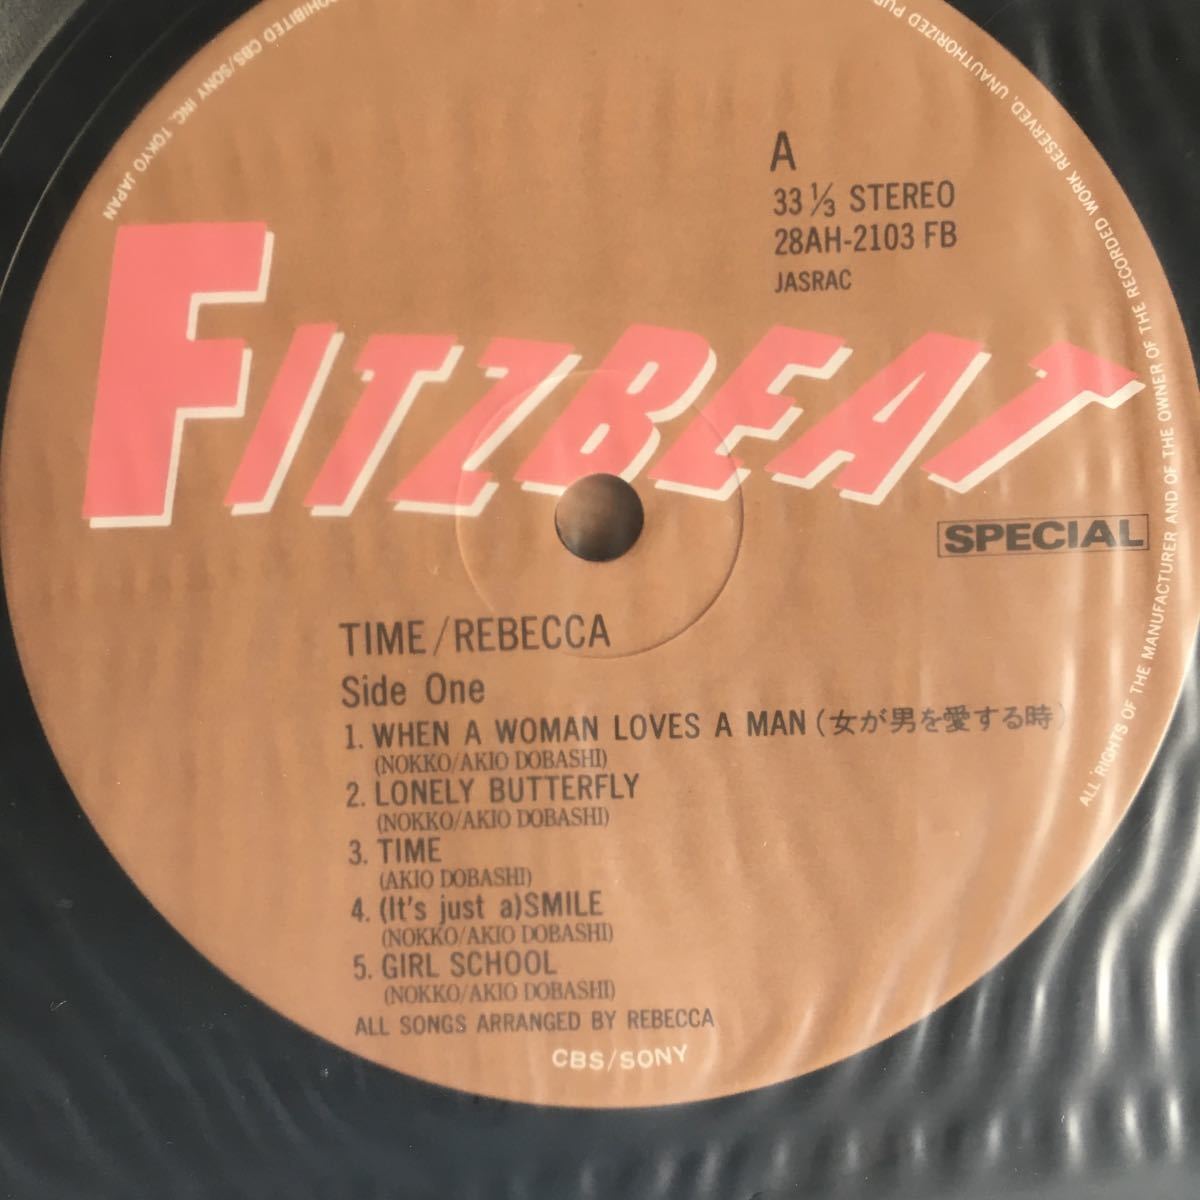 A
33 1/3 STEREO
28AH-2103 FB
JASRAC
FITZBEAT
SPECIAL
TIME/REBECCA
Side One
1. WHEN A WOMAN LOVES A MAN (女が男を愛する時)
(NOKKO/AKIO DOBASHI)
2. LONELY BUTTERFLY
(NOKKO/AKIO DOBASHI)
3. TIME
(AKIO DOBASHI)
4. (It's just a)SMILE
(NOKKO/AKIO DOBASHI)
5. GIRL SCHOOL
(NOKKO/AKIO DOBASHI)
ALL SONGS ARRANGED BY REBECCA
CBS/SONY
ALL RIGHTS OF THE MANUFACTURER AND OF THE OWNER OF THE RECORDED WORK RESERVED. UNAUTHORIZED
CBS/SONY INC. TOKYO JAPAN